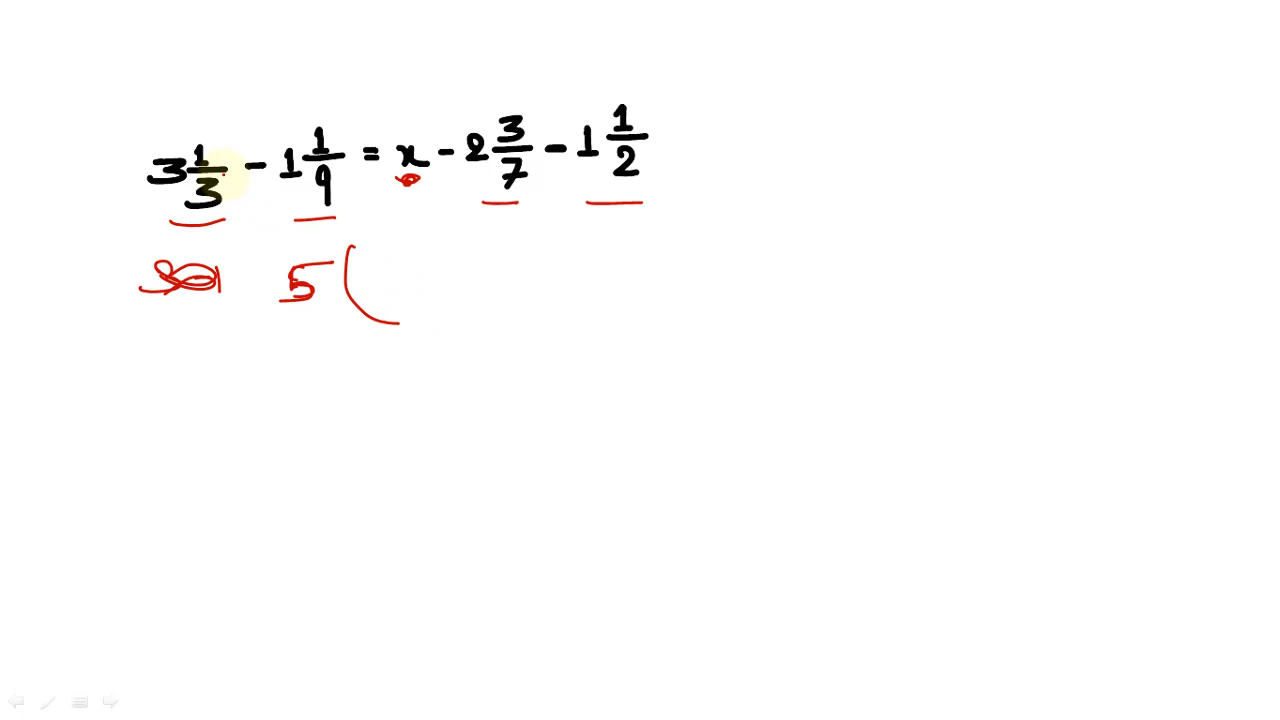 3 1/3 - 1 1/9 = x - 2 3/7 - 1 1/2
5 (